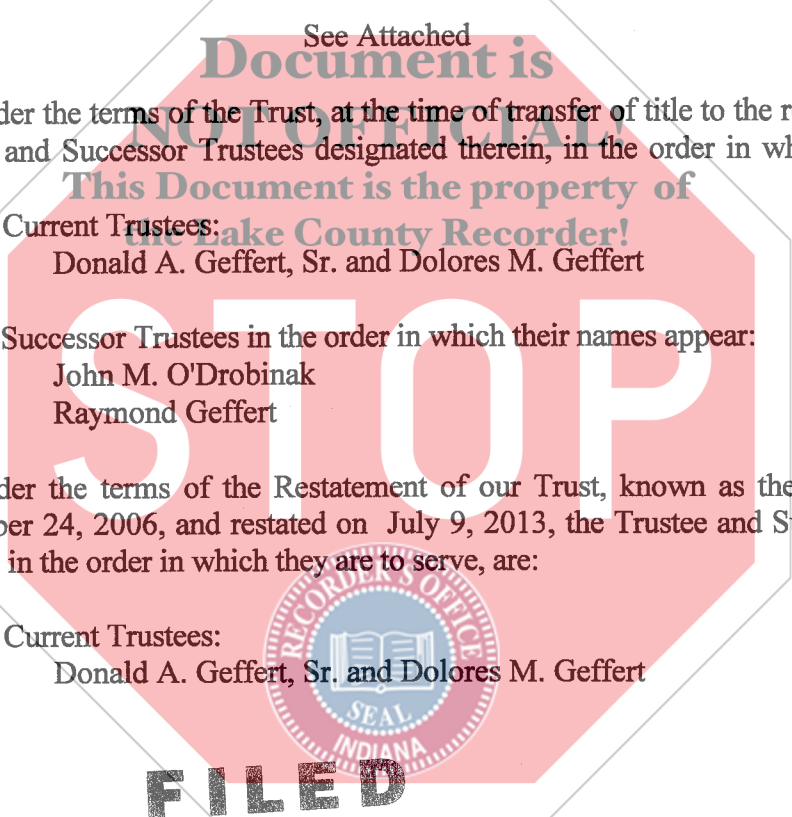 See Attached
Document is
der the terms of the Trust, at the time of transfer of title to the r
NOT OFFICIAL!
and Successor Trustees designated therein, in the order in wh
This Document is the property of
Current Trustees:
the Lake County Recorder!
Donald A. Geffert, Sr. and Dolores M. Geffert
STOP
Successor Trustees in the order in which their names appear:
John M. O'Drobinak
Raymond Geffert
der the terms of the Restatement of our Trust, known as the
ber 24, 2006, and restated on July 9, 2013, the Trustee and S
in the order in which they are to serve, are:
RECORDER'S OFFICE
Current Trustees:
Donald A. Geffert, Sr. and Dolores M. Geffert
SEAL
INDIANA
FILED